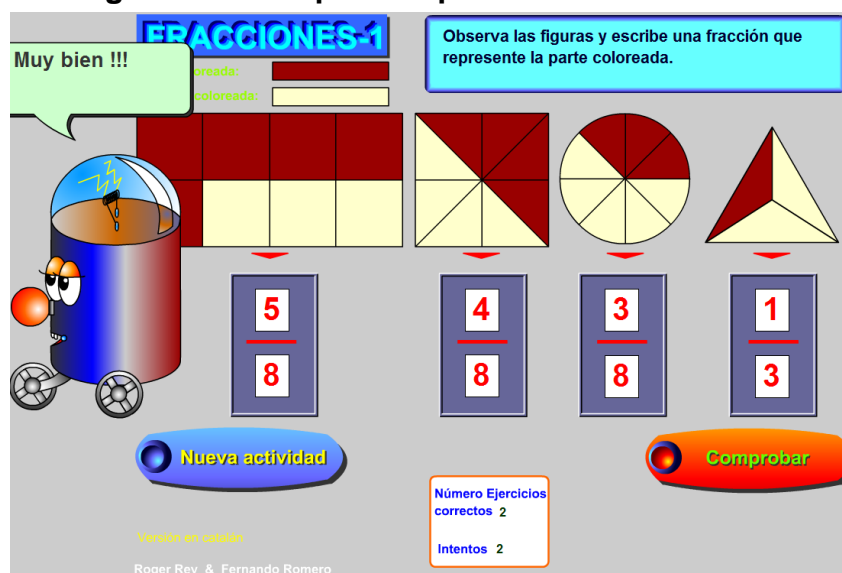 FRACCIONES-1
Observa las figuras y escribe una fracción que
represente la parte coloreada.
Muy bien !!!
coloreada:
5
8
4
8
3
8
1
3
Nueva actividad
Comprobar
Número Ejercicios
correctos 2
Intentos 2
Versión en catalán
Roger Rey & Fernando Romero